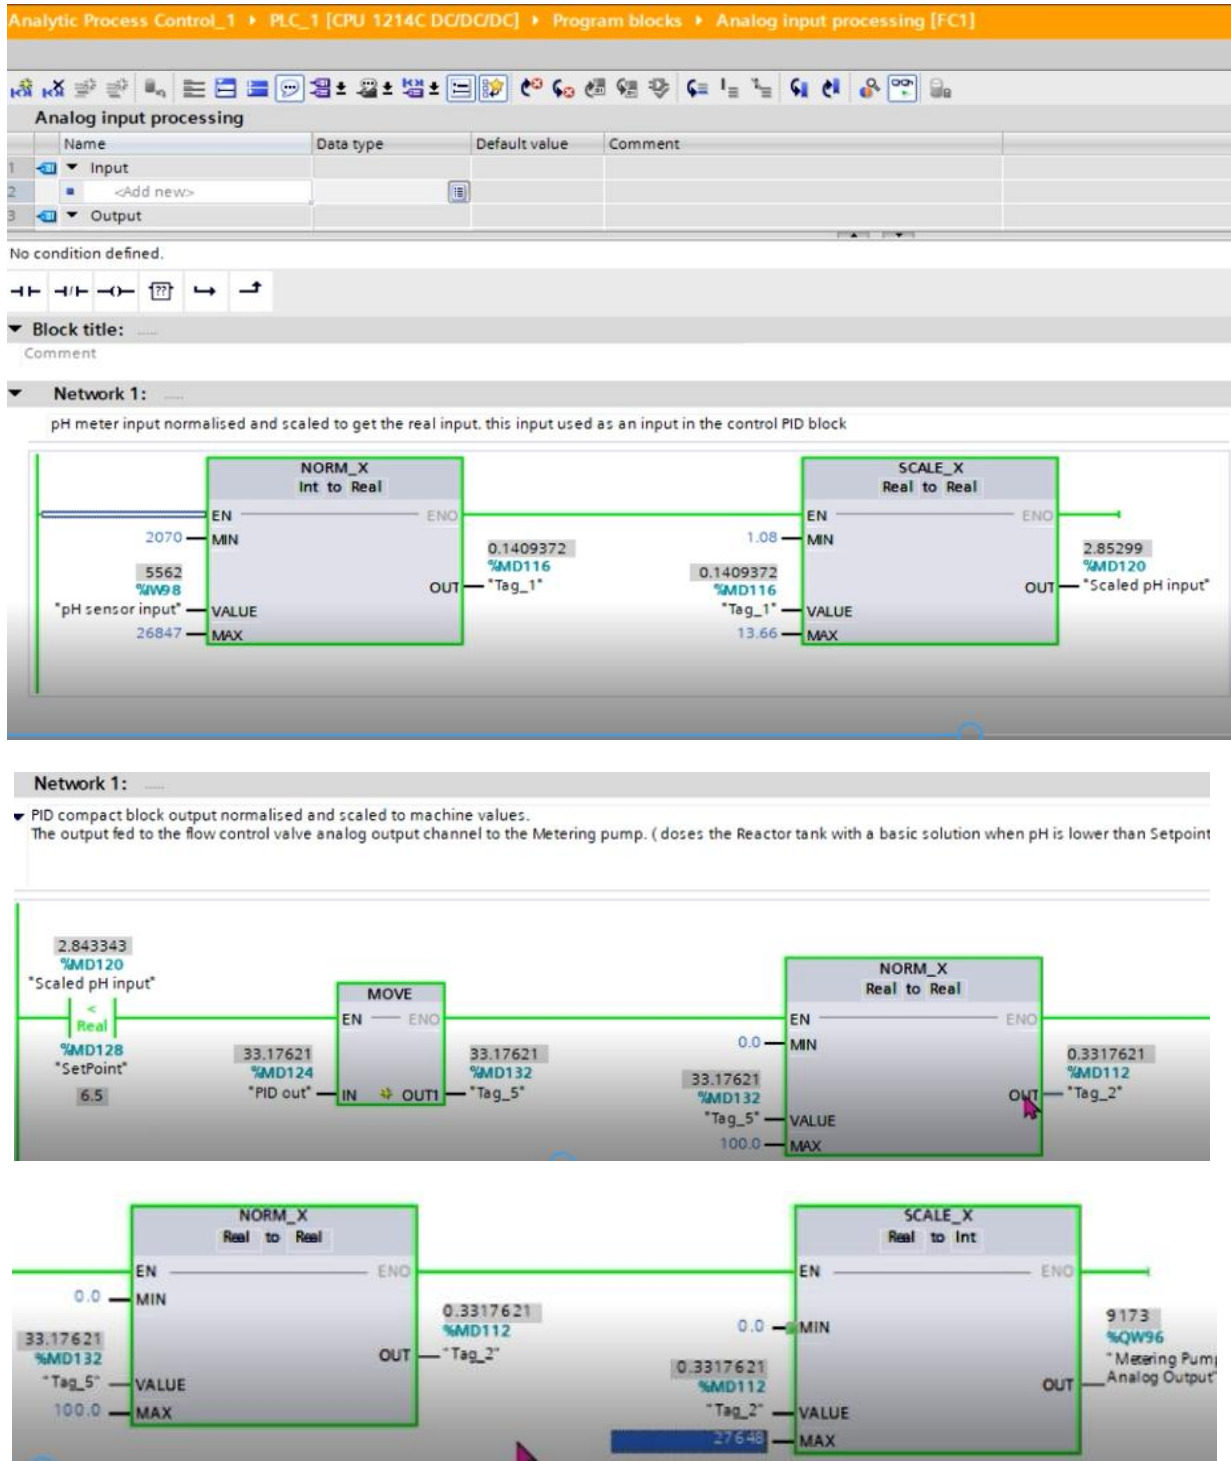 Analytic Process Control_1 ▸ PLC_1 [CPU 1214C DC/DC/DC] ▸ Program blocks ▸ Analog input processing [FC1]
Analog input processing
Name Data type Default value Comment
1 Input
2 <Add new>
3 Output
No condition defined.
??
Block title: .....
Comment
Network 1: .....
pH meter input normalised and scaled to get the real input. this input used as an input in the control PID block
NORM_X
Int to Real
EN ENO
2070 MIN
5562
%IW98
"pH sensor input" VALUE
26847 MAX
0.1409372
%MD116
OUT "Tag_1"
SCALE_X
Real to Real
EN ENO
1.08 MIN
0.1409372
%MD116
"Tag_1" VALUE
13.66 MAX
2.85299
%MD120
OUT "Scaled pH input"
Network 1: .....
PID compact block output normalised and scaled to machine values.
The output fed to the flow control valve analog output channel to the Metering pump. ( doses the Reactor tank with a basic solution when pH is lower than Setpoint
2.843343
%MD120
"Scaled pH input"
<
Real
%MD128
"SetPoint"
6.5
MOVE
EN ENO
33.17621
%MD124
"PID out" IN OUT1
33.17621
%MD132
"Tag_5"
NORM_X
Real to Real
EN ENO
0.0 MIN
33.17621
%MD132
"Tag_5" VALUE
100.0 MAX
0.3317621
%MD112
OUT "Tag_2"
NORM_X
Real to Real
EN ENO
0.0 MIN
33.17621
%MD132
"Tag_5" VALUE
100.0 MAX
0.3317621
%MD112
OUT "Tag_2"
SCALE_X
Real to Int
EN ENO
0.0 MIN
0.3317621
%MD112
"Tag_2" VALUE
27648 MAX
9173
%QW96
"Metering Pump
Analog Output"
OUT